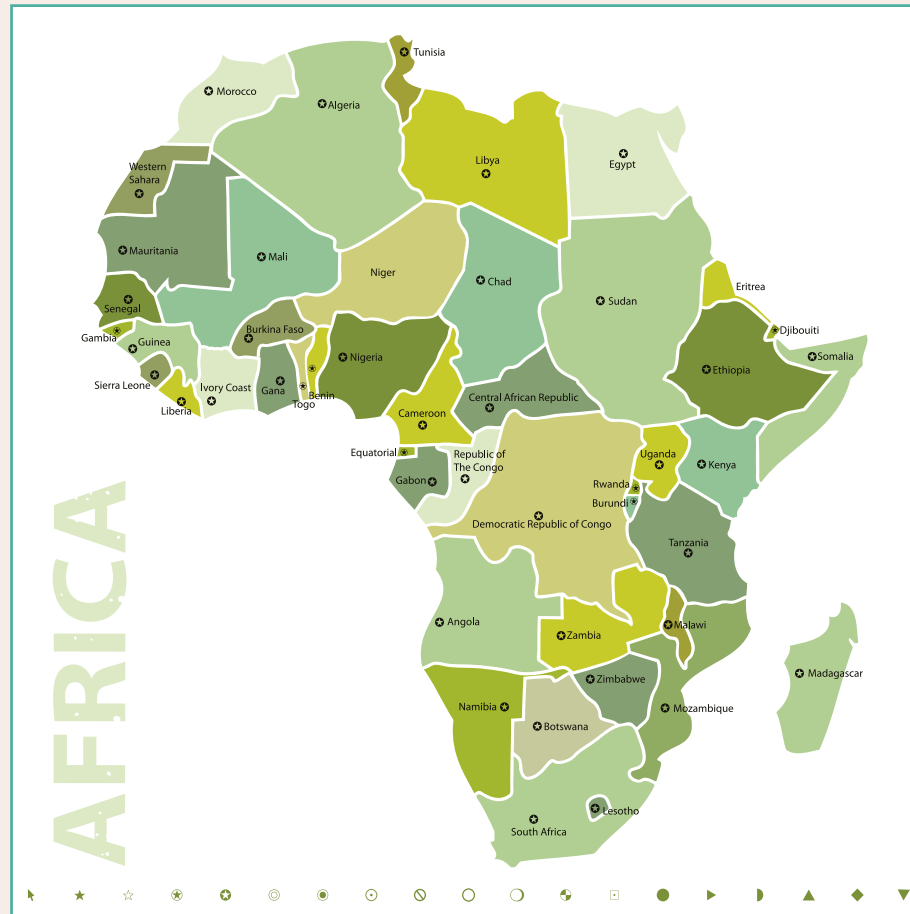 Tunisia
Morocco
Algeria
Libya
Egypt
Western
Sahara
Mauritania
Mali
Niger
Chad
Sudan
Eritrea
Senegal
Gambia
Guinea
Burkina Faso
Djibouti
Somalia
Nigeria
Ethiopia
Sierra Leone
Ivory Coast
Gana
Benin
Togo
Liberia
Central African Republic
Cameroon
Equatorial
Republic of
The Congo
Uganda
Kenya
Gabon
Rwanda
Burundi
Democratic Republic of Congo
Tanzania
Angola
Zambia
Malawi
Madagascar
Zimbabwe
Namibia
Mozambique
Botswana
Lesotho
South Africa
AFRICA